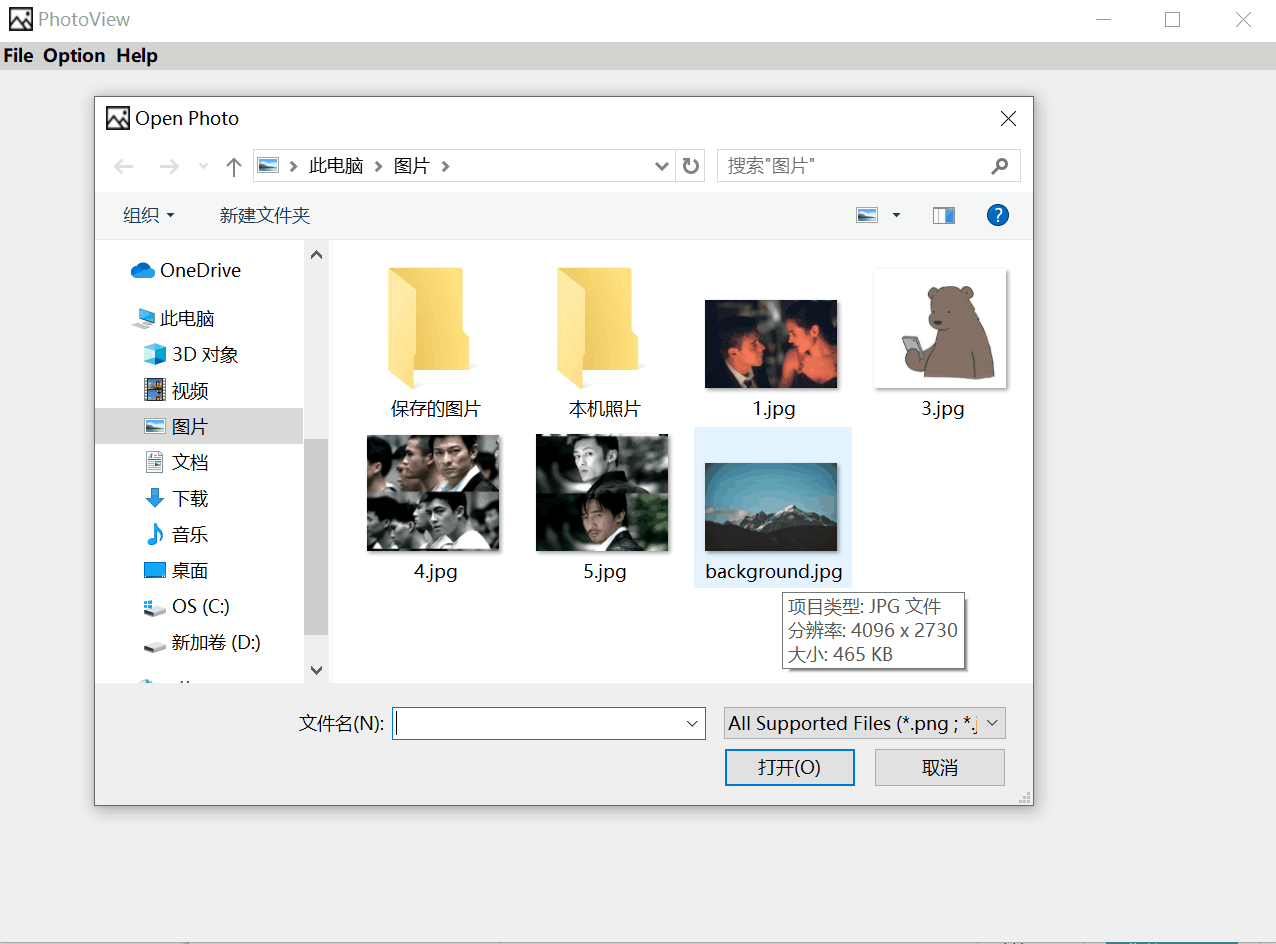 PhotoView
File Option Help
Open Photo
此电脑 图片
搜索"图片"
组织 新建文件夹
OneDrive
此电脑
3D 对象
视频
图片
文档
下载
音乐
桌面
OS (C:)
新加卷 (D:)
保存的图片 本机照片 1.jpg 3.jpg
4.jpg 5.jpg background.jpg
项目类型: JPG 文件
分辨率: 4096 x 2730
大小: 465 KB
文件名(N): All Supported Files (*.png ; *.j
打开(O) 取消